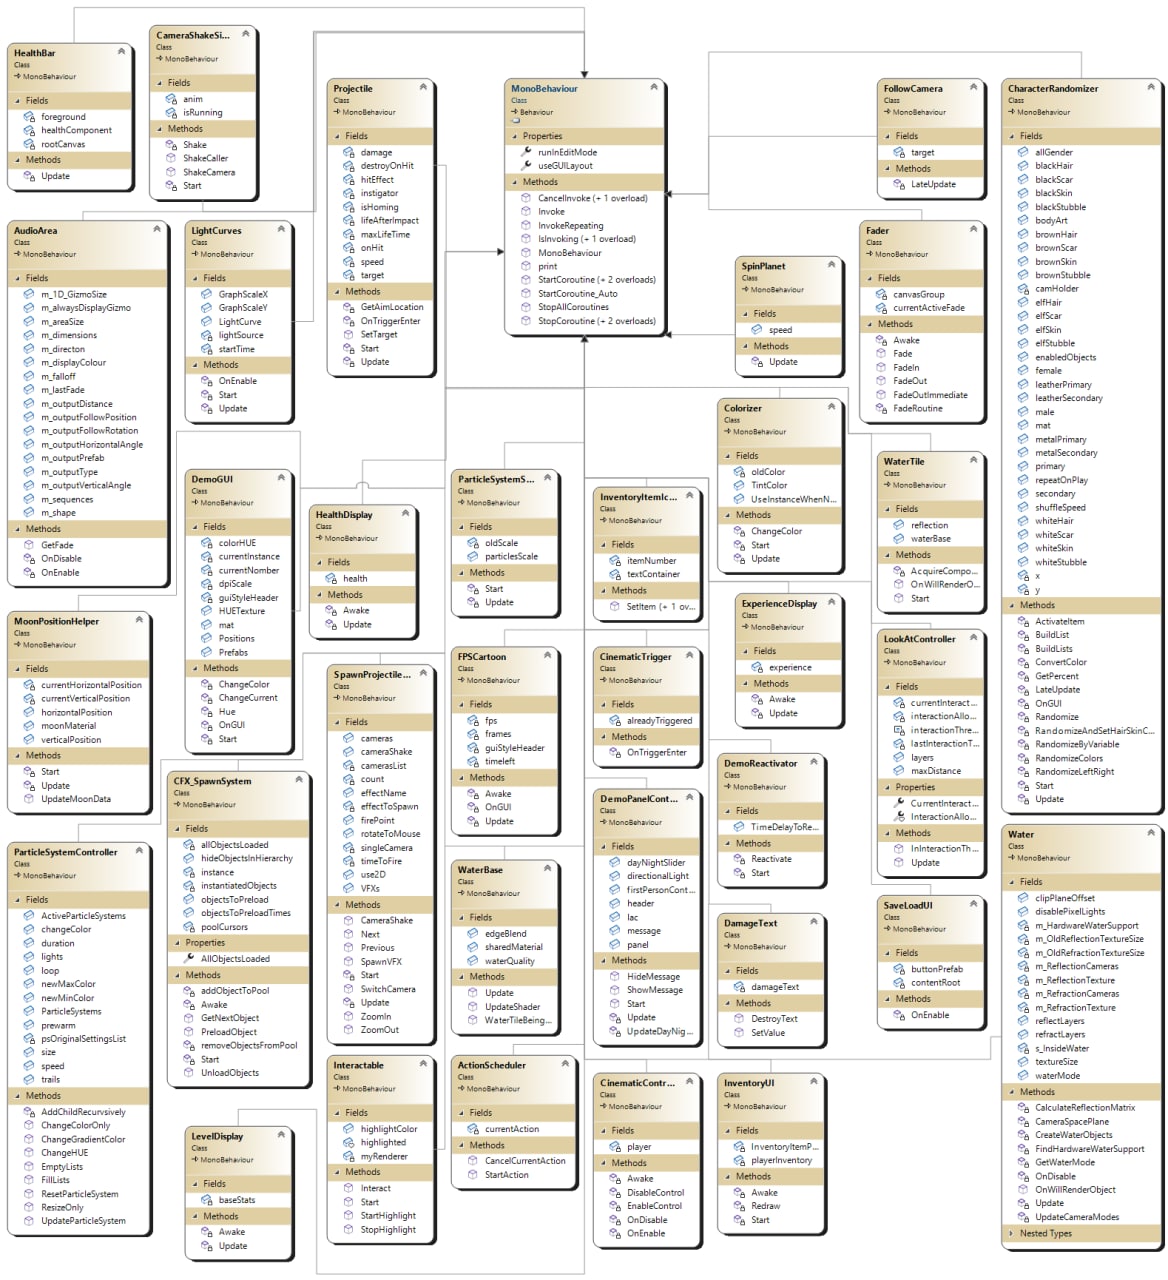 HealthBar
Class
MonoBehaviour
Fields
foreground
healthComponent
rootCanvas
Methods
Update
CameraShakeSi...
Class
MonoBehaviour
Fields
anim
isRunning
Methods
Shake
ShakeCaller
ShakeCamera
Start
Projectile
Class
MonoBehaviour
Fields
damage
destroyOnHit
hitEffect
instigator
isHoming
lifeAfterImpact
maxLifeTime
onHit
speed
target
Methods
GetAimLocation
OnTriggerEnter
SetTarget
Start
Update
MonoBehaviour
Class
Behaviour
Properties
runInEditMode
useGUILayout
Methods
CancelInvoke (+ 1 overload)
Invoke
InvokeRepeating
IsInvoking (+ 1 overload)
MonoBehaviour
print
StartCoroutine (+ 2 overloads)
StartCoroutine_Auto
StopAllCoroutines
StopCoroutine (+ 2 overloads)
FollowCamera
Class
MonoBehaviour
Fields
target
Methods
LateUpdate
CharacterRandomizer
Class
MonoBehaviour
Fields
allGender
blackHair
blackScar
blackSkin
blackStubble
bodyArt
brownHair
brownScar
brownSkin
brownStubble
camHolder
elfHair
elfScar
elfSkin
elfStubble
enabledObjects
female
leatherPrimary
leatherSecondary
male
mat
metalPrimary
metalSecondary
primary
repeatOnPlay
secondary
shuffleSpeed
whiteHair
whiteScar
whiteSkin
whiteStubble
x
y
Methods
ActivateItem
BuildList
BuildLists
ConvertColor
GetPercent
LateUpdate
OnGUI
Randomize
RandomizeAndSetHairSkinC...
RandomizeByVariable
RandomizeColors
RandomizeLeftRight
Start
Update
AudioArea
Class
MonoBehaviour
Fields
m_1D_GizmoSize
m_alwaysDisplayGizmo
m_areaSize
m_dimensions
m_directon
m_displayColour
m_falloff
m_lastFade
m_outputDistance
m_outputFollowPosition
m_outputFollowRotation
m_outputHorizontalAngle
m_outputPrefab
m_outputType
m_outputVerticalAngle
m_sequences
m_shape
Methods
GetFade
OnDisable
OnEnable
LightCurves
Class
MonoBehaviour
Fields
GraphScaleX
GraphScaleY
LightCurve
lightSource
startTime
Methods
OnEnable
Start
Update
SpinPlanet
Class
MonoBehaviour
Fields
speed
Methods
Update
Fader
Class
MonoBehaviour
Fields
canvasGroup
currentActiveFade
Methods
Awake
Fade
FadeIn
FadeOut
FadeOutImmediate
FadeRoutine
Colorizer
Class
MonoBehaviour
Fields
oldColor
TintColor
UseInstanceWhenN...
Methods
ChangeColor
Start
Update
WaterTile
Class
MonoBehaviour
Fields
reflection
waterBase
Methods
AcquireCompo...
OnWillRenderO...
Start
DemoGUI
Class
MonoBehaviour
Fields
colorHUE
currentInstance
currentNomber
dpiScale
guiStyleHeader
HUETexture
mat
Positions
Prefabs
Methods
ChangeColor
ChangeCurrent
Hue
OnGUI
Start
HealthDisplay
Class
MonoBehaviour
Fields
health
Methods
Awake
Update
ParticleSystemS...
Class
MonoBehaviour
Fields
oldScale
particlesScale
Methods
Start
Update
InventoryItemIc...
Class
MonoBehaviour
Fields
itemNumber
textContainer
Methods
SetItem (+ 1 ov...
ExperienceDisplay
Class
MonoBehaviour
Fields
experience
Methods
Awake
Update
LookAtController
Class
MonoBehaviour
Fields
currentInteract...
interactionAllo...
interactionThre...
lastInteractionT...
layers
maxDistance
Properties
CurrentInteract...
InteractionAllo...
Methods
InInteractionTh...
Update
MoonPositionHelper
Class
MonoBehaviour
Fields
currentHorizontalPosition
currentVerticalPosition
horizontalPosition
moonMaterial
verticalPosition
Methods
Start
Update
UpdateMoonData
SpawnProjectile...
Class
MonoBehaviour
Fields
cameras
cameraShake
camerasList
count
effectName
effectToSpawn
firePoint
rotateToMouse
singleCamera
timeToFire
use2D
VFXs
Methods
CameraShake
Next
Previous
SpawnVFX
Start
SwitchCamera
Update
ZoomIn
ZoomOut
FPSCartoon
Class
MonoBehaviour
Fields
fps
frames
guiStyleHeader
timeleft
Methods
Awake
OnGUI
Update
CinematicTrigger
Class
MonoBehaviour
Fields
alreadyTriggered
Methods
OnTriggerEnter
DemoReactivator
Class
MonoBehaviour
Fields
TimeDelayToRe...
Methods
Reactivate
Start
CFX_SpawnSystem
Class
MonoBehaviour
Fields
allObjectsLoaded
hideObjectsInHierarchy
instance
instantiatedObjects
objectsToPreload
objectsToPreloadTimes
poolCursors
Properties
AllObjectsLoaded
Methods
addObjectToPool
Awake
GetNextObject
PreloadObject
removeObjectsFromPool
Start
UnloadObjects
DemoPanelCont...
Class
MonoBehaviour
Fields
dayNightSlider
directionalLight
firstPersonCont...
header
lac
message
panel
Methods
HideMessage
ShowMessage
Start
Update
UpdateDayNig...
Water
Class
MonoBehaviour
Fields
clipPlaneOffset
disablePixelLights
m_HardwareWaterSupport
m_OldReflectionTextureSize
m_OldRefractionTextureSize
m_ReflectionCameras
m_ReflectionTexture
m_RefractionCameras
m_RefractionTexture
reflectLayers
refractLayers
s_InsideWater
textureSize
waterMode
Methods
CalculateReflectionMatrix
CameraSpacePlane
CreateWaterObjects
FindHardwareWaterSupport
GetWaterMode
OnDisable
OnWillRenderObject
Update
UpdateCameraModes
Nested Types
ParticleSystemController
Class
MonoBehaviour
Fields
ActiveParticleSystems
changeColor
duration
lights
loop
newMaxColor
newMinColor
ParticleSystems
prewarm
psOriginalSettingsList
size
speed
trails
Methods
AddChildRecurvsively
ChangeColorOnly
ChangeGradientColor
ChangeHUE
EmptyLists
FillLists
ResetParticleSystem
ResizeOnly
UpdateParticleSystem
WaterBase
Class
MonoBehaviour
Fields
edgeBlend
sharedMaterial
waterQuality
Methods
Update
UpdateShader
WaterTileBeing...
DamageText
Class
MonoBehaviour
Fields
damageText
Methods
DestroyText
SetValue
SaveLoadUI
Class
MonoBehaviour
Fields
buttonPrefab
contentRoot
Methods
OnEnable
Interactable
Class
MonoBehaviour
Fields
highlightColor
highlighted
myRenderer
Methods
Interact
Start
StartHighlight
StopHighlight
ActionScheduler
Class
MonoBehaviour
Fields
currentAction
Methods
CancelCurrentAction
StartAction
CinematicContr...
Class
MonoBehaviour
Fields
player
Methods
Awake
DisableControl
EnableControl
OnDisable
OnEnable
InventoryUI
Class
MonoBehaviour
Fields
InventoryItemP...
playerInventory
Methods
Awake
Redraw
Start
LevelDisplay
Class
MonoBehaviour
Fields
baseStats
Methods
Awake
Update